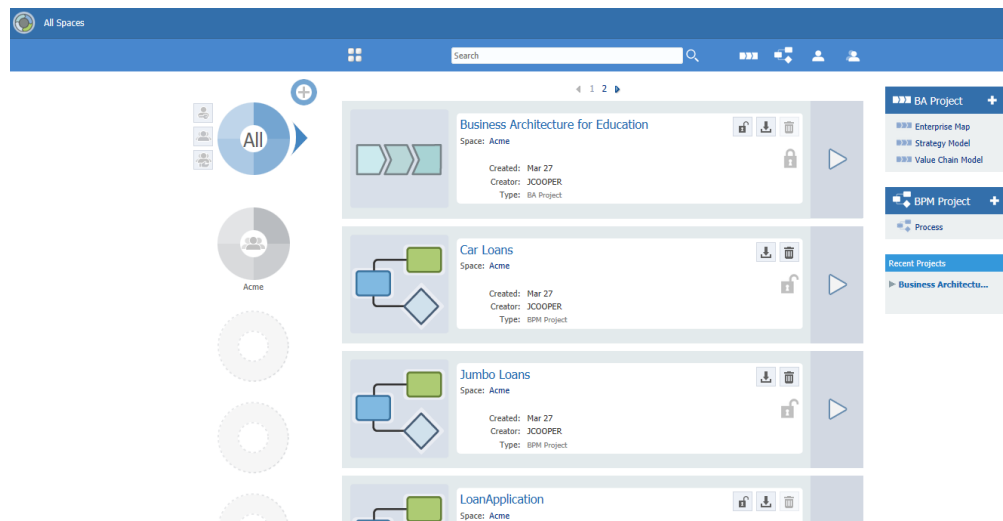 All Spaces
Search
1 2
All
Acme
Business Architecture for Education
Space: Acme
Created: Mar 27
Creator: JCOOPER
Type: BA Project
Car Loans
Space: Acme
Created: Mar 27
Creator: JCOOPER
Type: BPM Project
Jumbo Loans
Space: Acme
Created: Mar 27
Creator: JCOOPER
Type: BPM Project
LoanApplication
Space: Acme
BA Project
Enterprise Map
Strategy Model
Value Chain Model
BPM Project
Process
Recent Projects
Business Architectu...